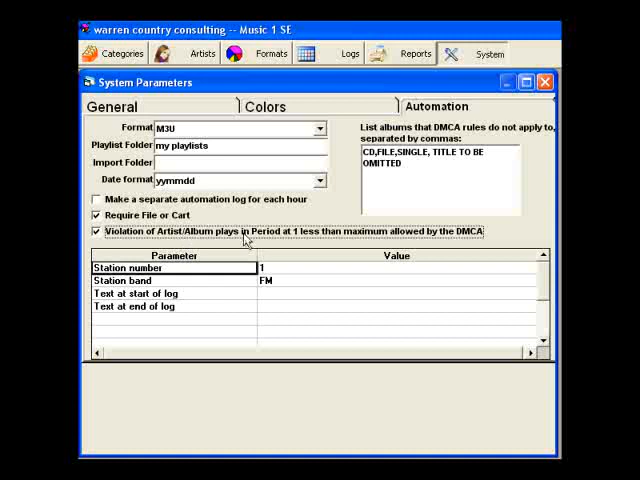 warren country consulting -- Music 1 SE
Categories Artists Formats Logs Reports System
System Parameters
General Colors Automation
Format M3U
Playlist Folder my playlists
Import Folder
Date format yymmdd
List albums that DMCA rules do not apply to,
separated by commas:
CD,FILE,SINGLE, TITLE TO BE
OMITTED
Make a separate automation log for each hour
Require File or Cart
Violation of Artist/Album plays in Period at 1 less than maximum allowed by the DMCA
Parameter Value
Station number 1
Station band FM
Text at start of log
Text at end of log